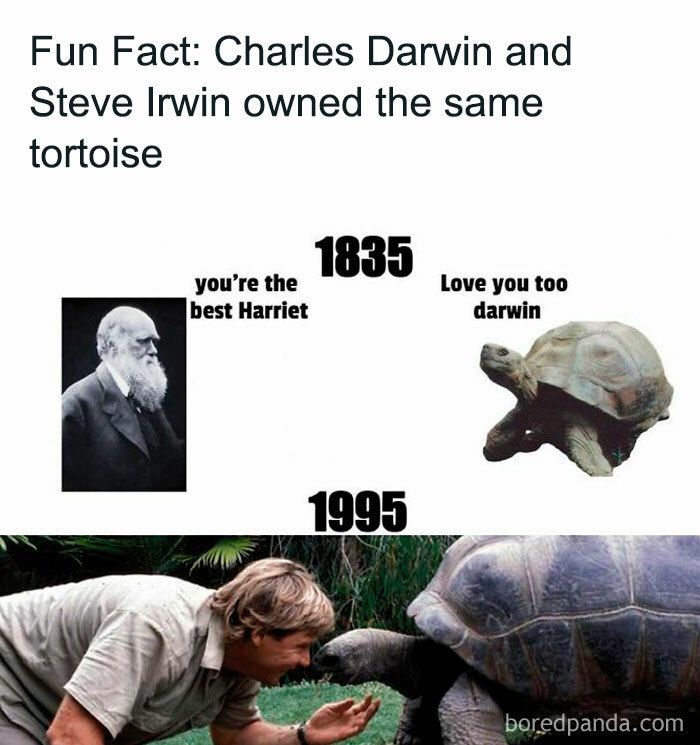 Fun Fact: Charles Darwin and
Steve Irwin owned the same
tortoise
1835
you're the
best Harriet
Love you too
darwin
1995
boredpanda.com